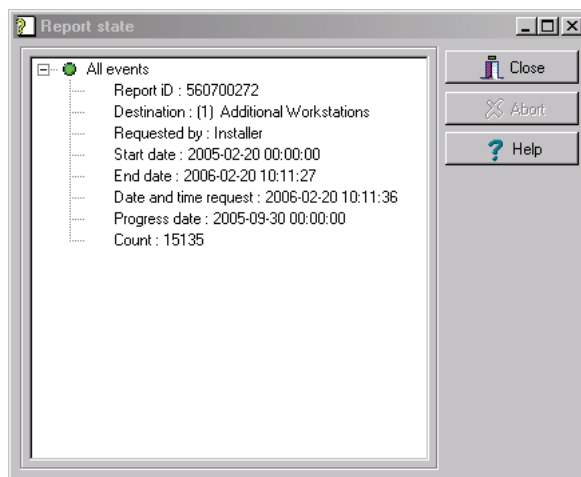 Report state
All events
Report iD : 560700272
Destination : (1) Additional Workstations
Requested by : Installer
Start date : 2005-02-20 00:00:00
End date : 2006-02-20 10:11:27
Date and time request : 2006-02-20 10:11:36
Progress date : 2005-09-30 00:00:00
Count : 15135
Close
Abort
Help